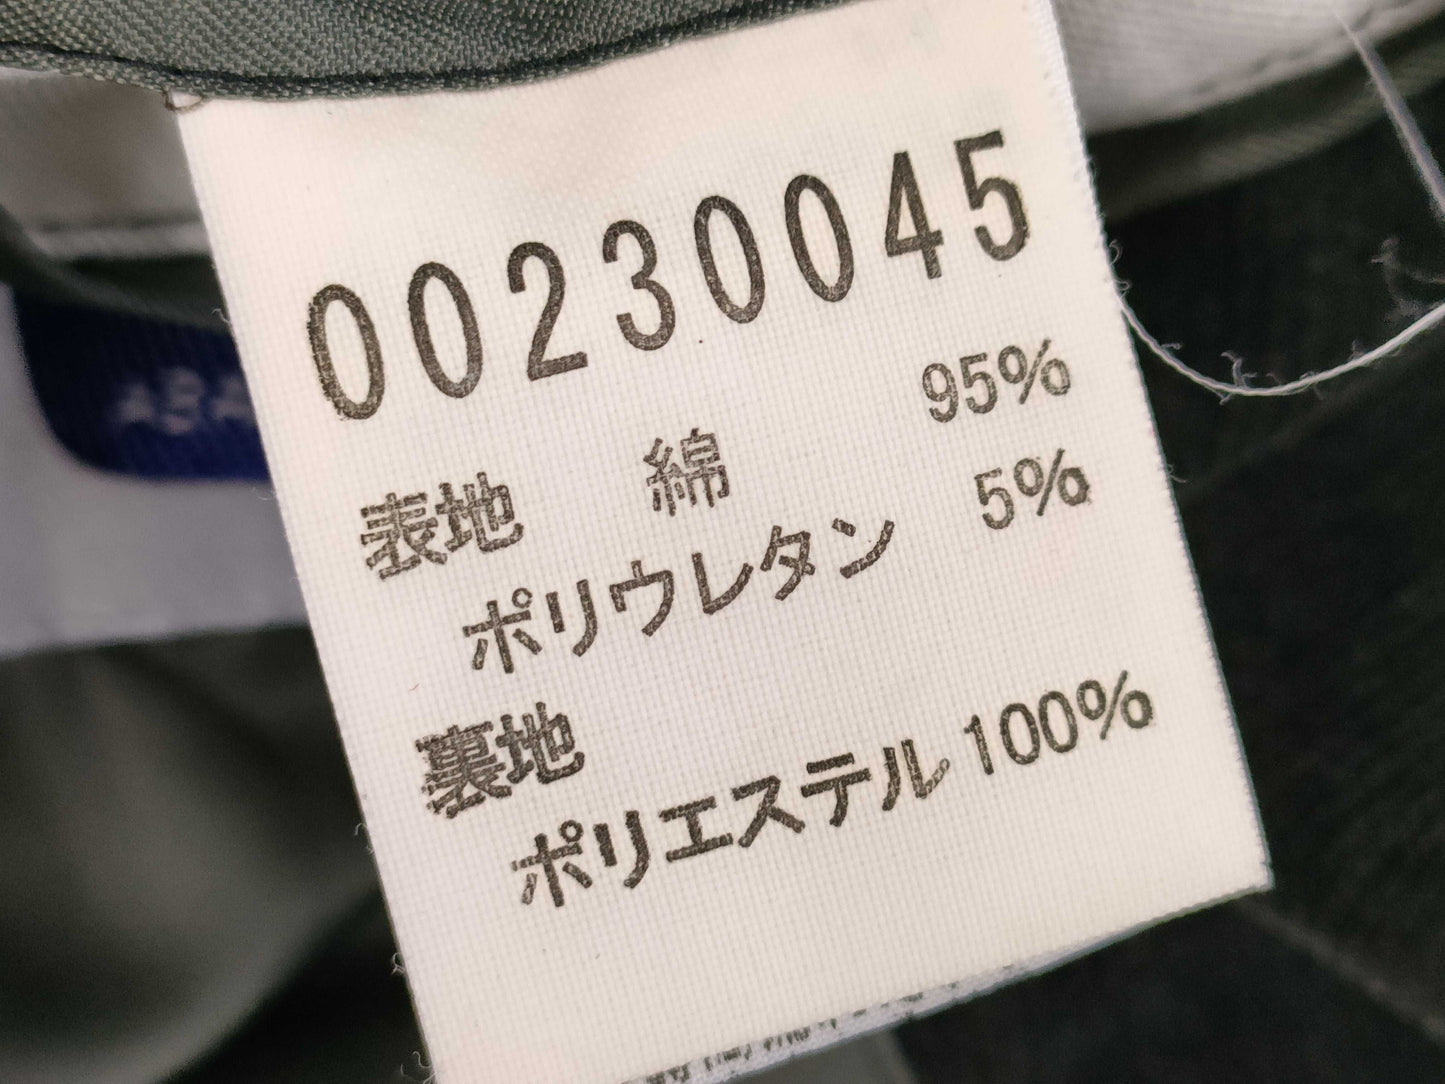 00230045
表地 綿 95%
ポリウレタン 5%
裏地
ポリエステル 100%